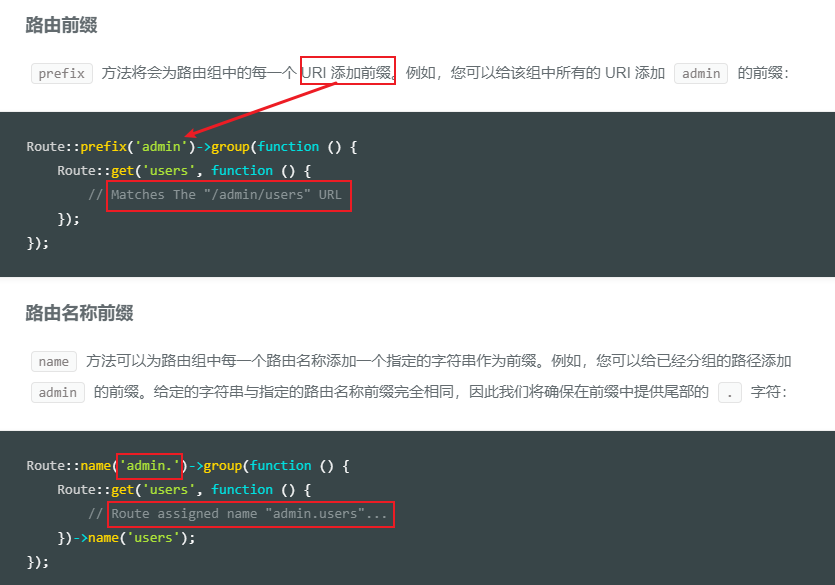 路由前缀
prefix 方法将会为路由组中的每一个 URI 添加前缀。例如，您可以给该组中所有的 URI 添加 admin 的前缀：
Route::prefix('admin')->group(function () {
    Route::get('users', function () {
        // Matches The "/admin/users" URL
    });
});
路由名称前缀
name 方法可以为路由组中每一个路由名称添加一个指定的字符串作为前缀。例如，您可以给已经分组的路径添加
admin 的前缀。给定的字符串与指定的路由名称前缀完全相同，因此我们将确保在前缀中提供尾部的 . 字符：
Route::name('admin.')->group(function () {
    Route::get('users', function () {
        // Route assigned name "admin.users"...
    })->name('users');
});